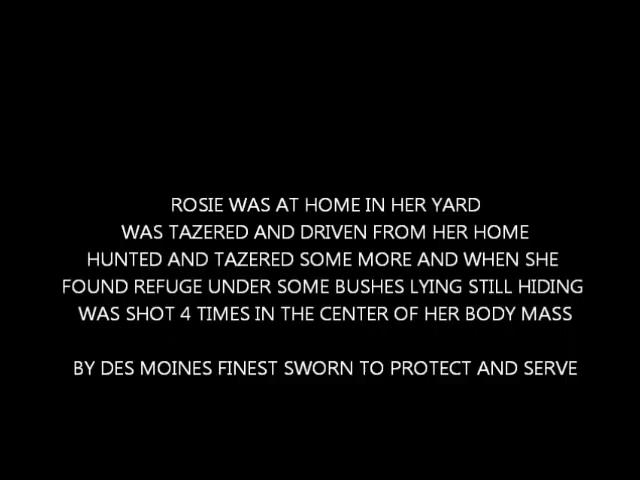 ROSIE WAS AT HOME IN HER YARD
WAS TAZERED AND DRIVEN FROM HER HOME
HUNTED AND TAZERED SOME MORE AND WHEN SHE
FOUND REFUGE UNDER SOME BUSHES LYING STILL HIDING
WAS SHOT 4 TIMES IN THE CENTER OF HER BODY MASS
BY DES MOINES FINEST SWORN TO PROTECT AND SERVE